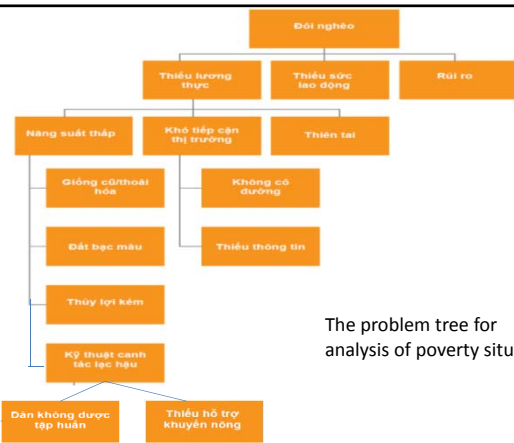 Đói nghèo
Thiếu lương
thực
Thiếu sức
lao động
Rủi ro
Năng suất thấp
Khó tiếp cận
thị trường
Thiên tai
Giống cũ/thoái
hóa
Không có
đường
Đất bạc màu
Thiếu thông tin
Thủy lợi kém
Kỹ thuật canh
tác lạc hậu
Dân không được
tập huấn
Thiếu hỗ trợ
khuyến nông
The problem tree for
analysis of poverty situ